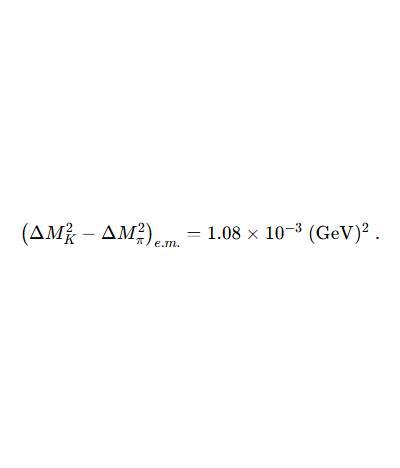 (ΔM_K^2 − ΔM_π^2)_{e.m.} = 1.08 × 10^{−3} (GeV)^2 .